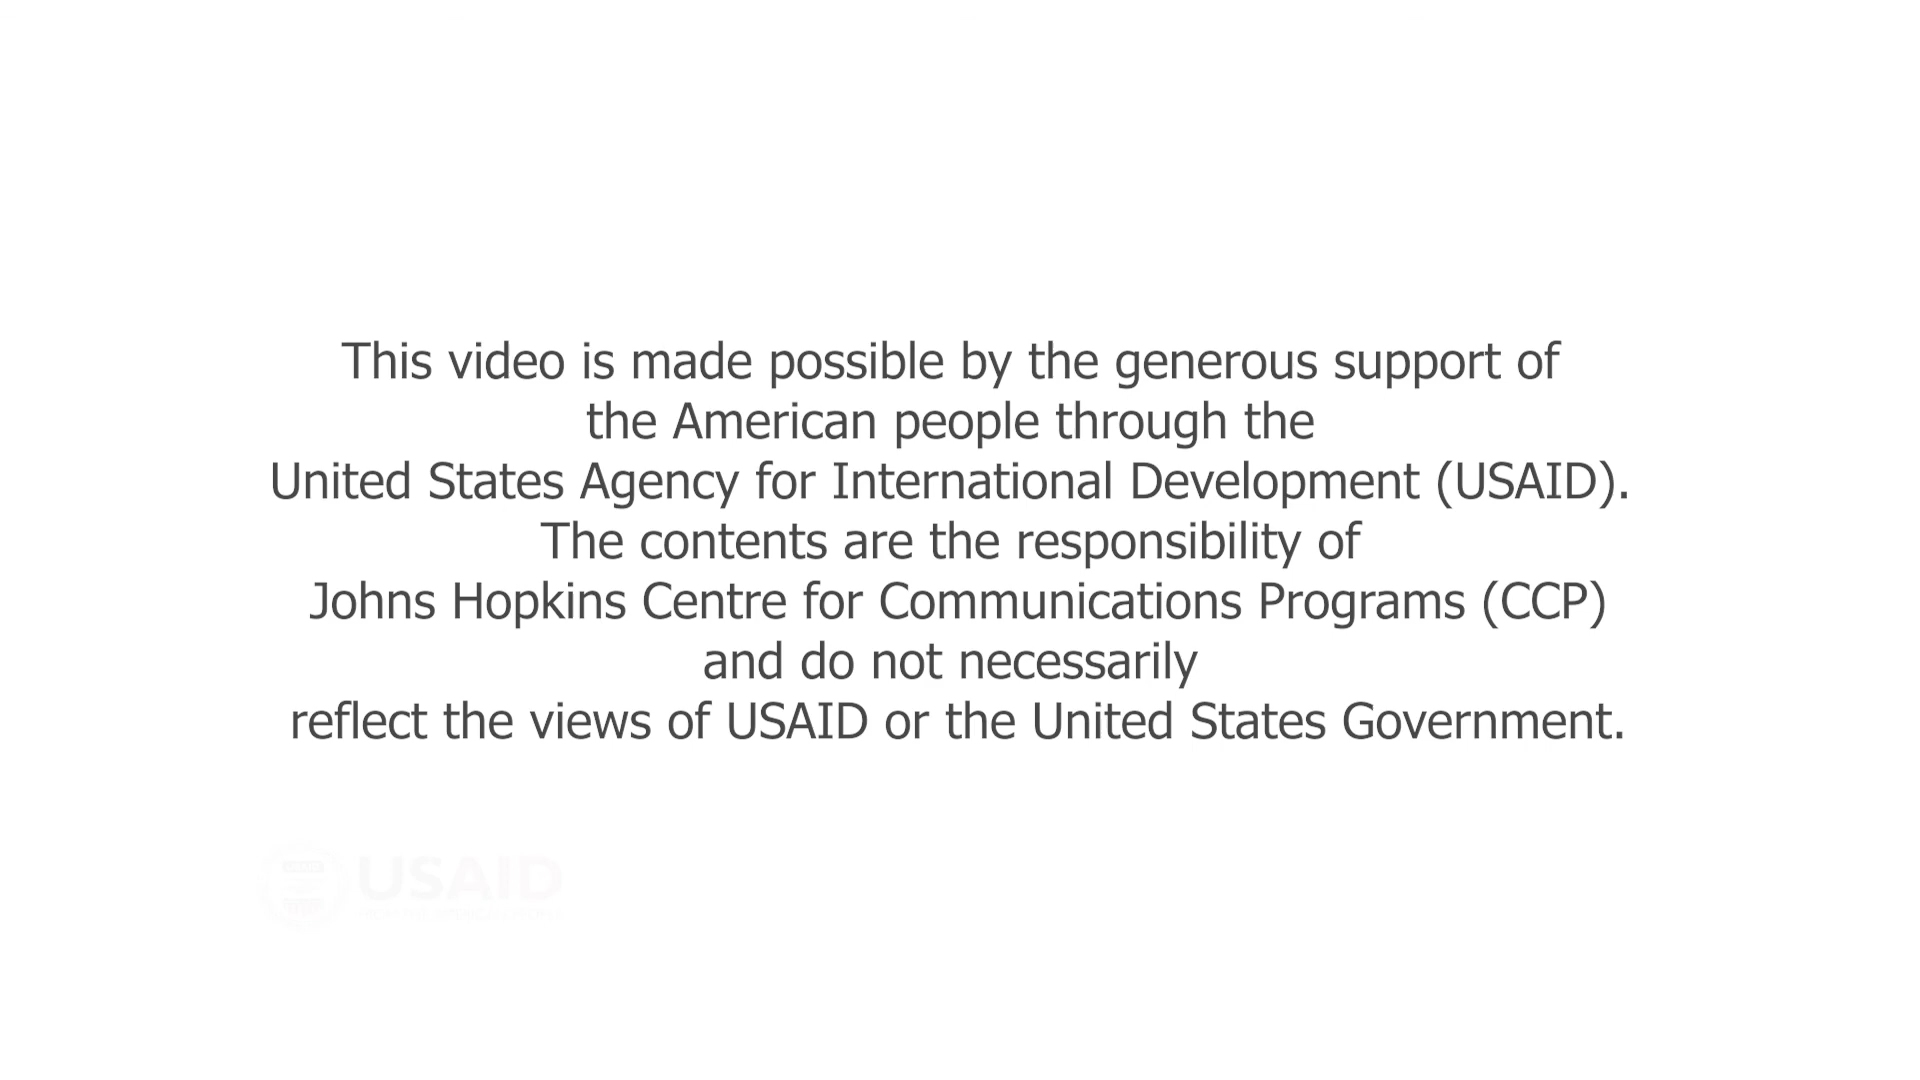 This video is made possible by the generous support of
the American people through the
United States Agency for International Development (USAID).
The contents are the responsibility of
Johns Hopkins Centre for Communications Programs (CCP)
and do not necessarily
reflect the views of USAID or the United States Government.
USAID